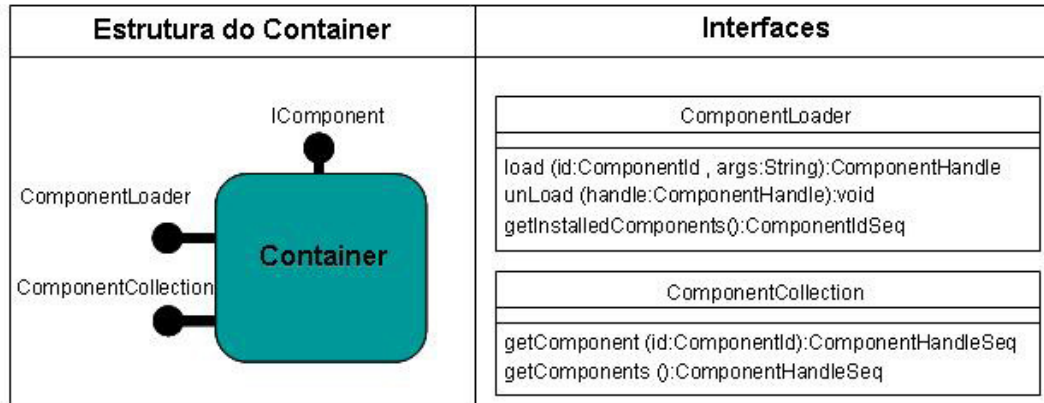 Estrutura do Container
Interfaces
IComponent
ComponentLoader
ComponentCollection
Container
ComponentLoader
load (id:ComponentId , args:String):ComponentHandle
unLoad (handle:ComponentHandle):void
getInstalledComponents():ComponentIdSeq
ComponentCollection
getComponent (id:ComponentId):ComponentHandleSeq
getComponents ():ComponentHandleSeq